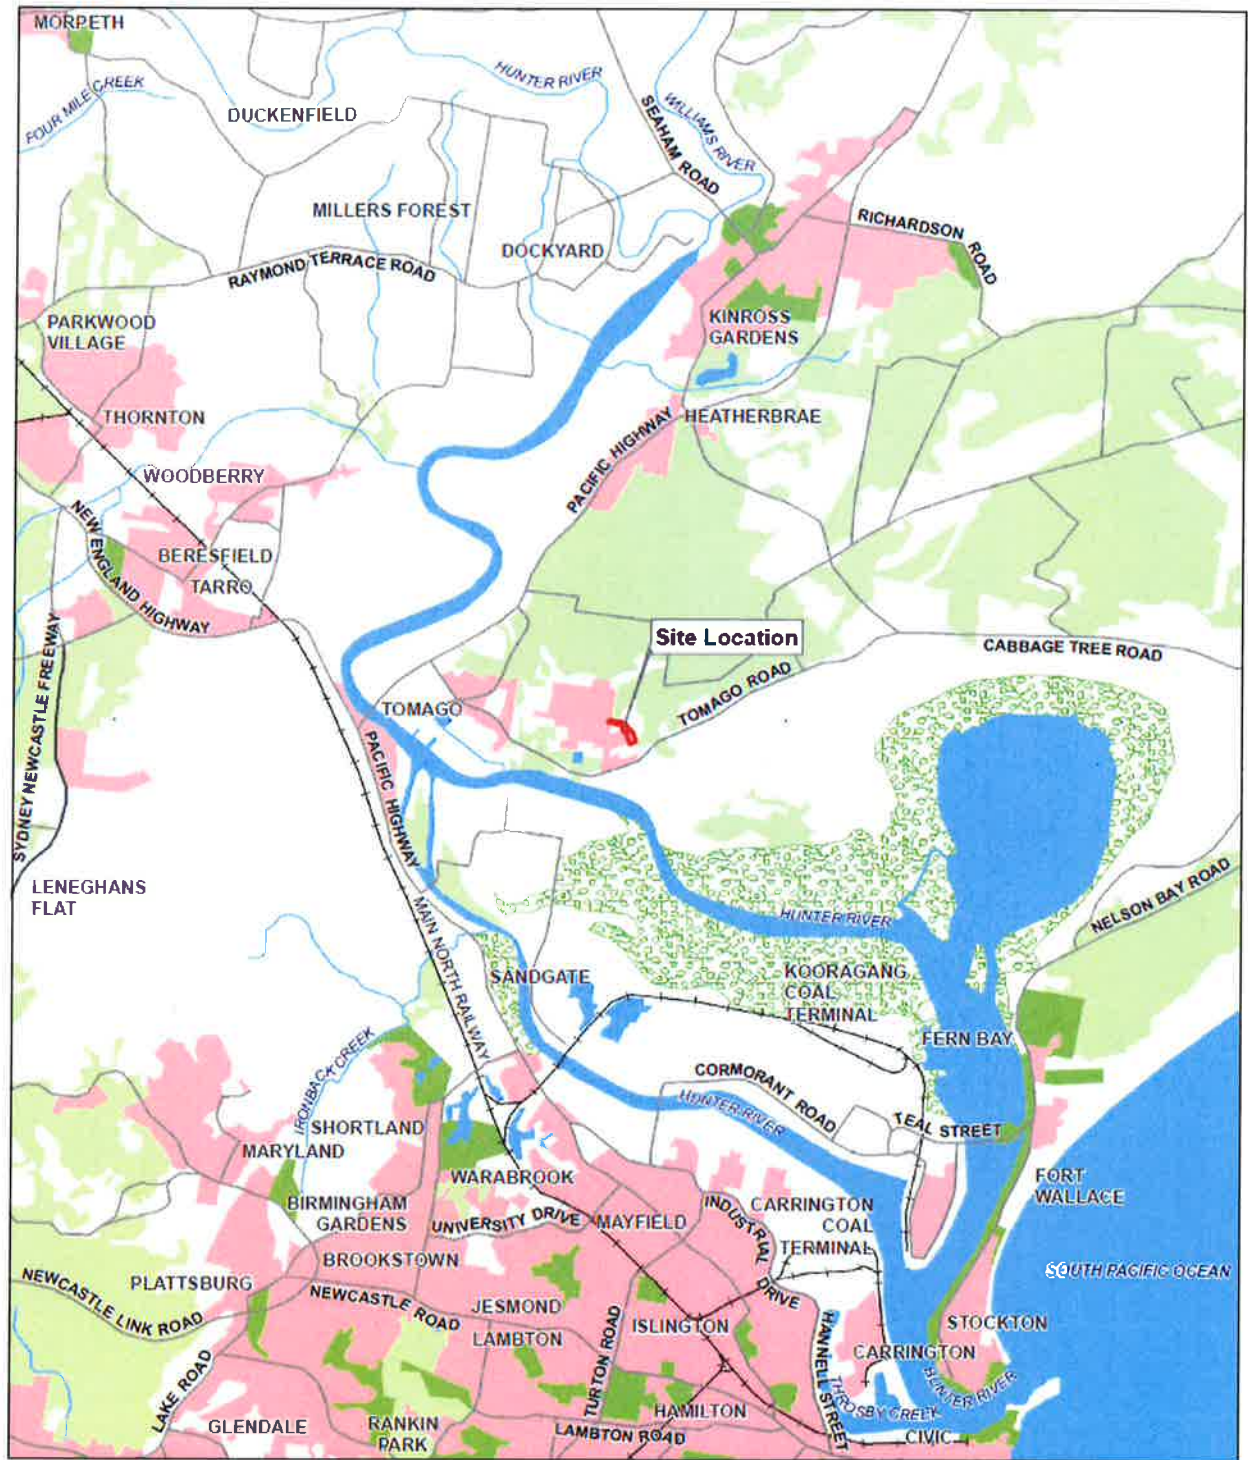 MORPETH
FOUR MILE CREEK
DUCKENFIELD
HUNTER RIVER
SEAHAM ROAD
WILLIAMS RIVER
MILLERS FOREST
DOCKYARD
RICHARDSON ROAD
RAYMOND TERRACE ROAD
PARKWOOD
VILLAGE
KINROSS
GARDENS
THORNTON
HEATHERBRAE
PACIFIC HIGHWAY
WOODBERRY
NEW ENGLAND HIGHWAY
BERESFIELD
TARRO
Site Location
CABBAGE TREE ROAD
SYDNEY NEWCASTLE FREEWAY
TOMAGO ROAD
TOMAGO
PACIFIC HIGHWAY
LENEGHANS
FLAT
NELSON BAY ROAD
HUNTER RIVER
MAIN NORTH RAILWAY
SANDGATE
KOORAGANG
COAL
TERMINAL
FERN BAY
IRONBACK CREEK
CORMORANT ROAD
HUNTER RIVER
TEAL STREET
SHORTLAND
MARYLAND
WARABROOK
FORT
WALLACE
BIRMINGHAM
GARDENS
UNIVERSITY DRIVE
MAYFIELD
INDUSTRIAL DRIVE
CARRINGTON
COAL
TERMINAL
BROOKSTOWN
SOUTH PACIFIC OCEAN
NEWCASTLE LINK ROAD
PLATTSBURG
NEWCASTLE ROAD
JESMOND
LAMBTON
TURTON ROAD
ISLINGTON
HANNELL STREET
STOCKTON
CARRINGTON
LAKE ROAD
HUNTER RIVER
THROSBY CREEK
GLENDALE
RANKIN
PARK
HAMILTON
LAMBTON ROAD
CIVIC